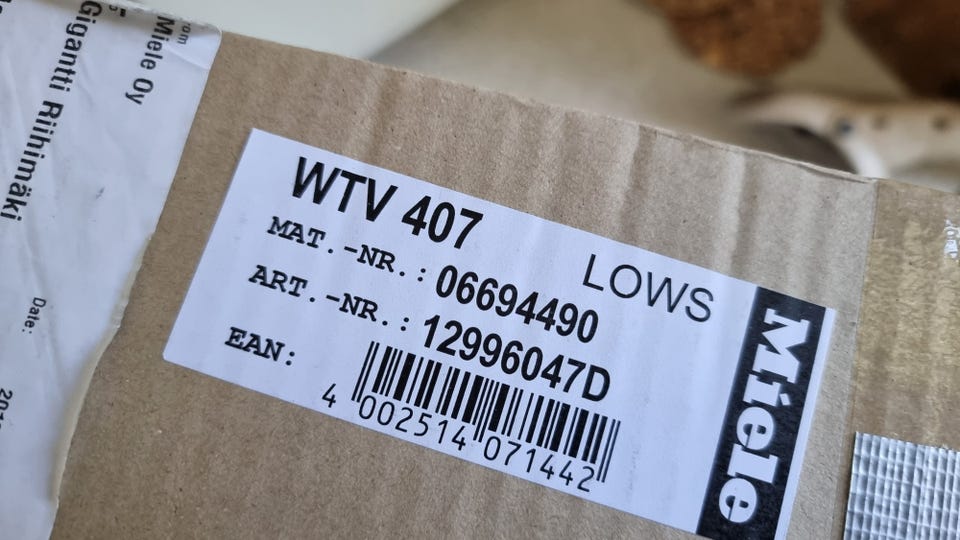 from
Miele Oy
Gigantti Riihimäki
Date:
WTV 407
LOWS
MAT.-NR.: 06694490
ART.-NR.: 12996047D
EAN:
4 002514 071442
Miele